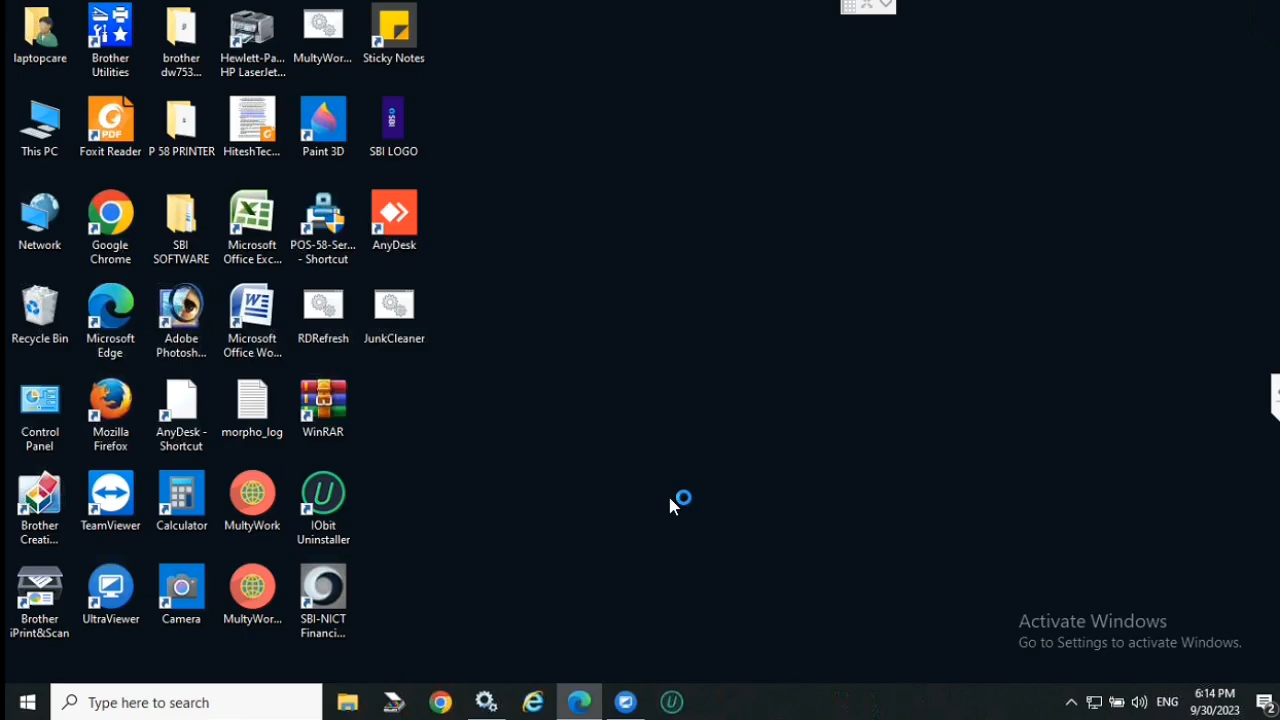 laptopcare
Brother
Utilities
brother
dw753...
Hewlett-Pa...
HP LaserJet...
MultyWor...
Sticky Notes
This PC
PDF
Foxit Reader
P 58 PRINTER
HiteshTec...
Paint 3D
SBI
SBI LOGO
Network
Google
Chrome
SBI
SOFTWARE
Microsoft
Office Exc...
POS-58-Ser...
- Shortcut
AnyDesk
Recycle Bin
Microsoft
Edge
Adobe
Photosh...
Microsoft
Office Wo...
RDRefresh
JunkCleaner
Control
Panel
Mozilla
Firefox
AnyDesk -
Shortcut
morpho_log
WinRAR
Brother
Creati...
TeamViewer
Calculator
MultyWork
IObit
Uninstaller
Brother
iPrint&Scan
UltraViewer
Camera
MultyWor...
SBI-NICT
Financi...
Activate Windows
Go to Settings to activate Windows.
Type here to search
ENG
6:14 PM
9/30/2023
2